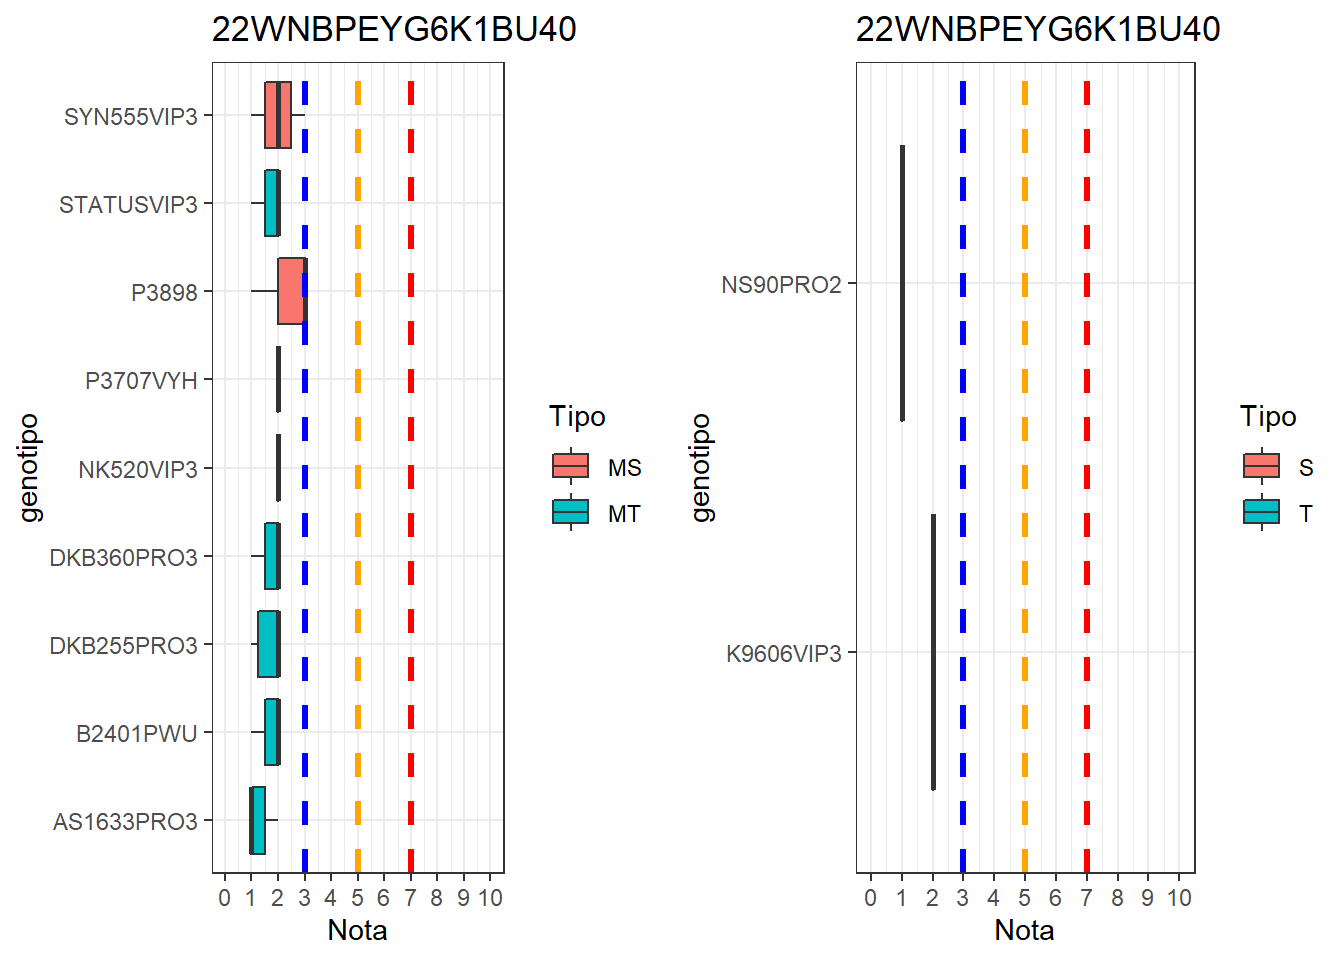 22WNBPEYG6K1BU40
genotipo
SYN555VIP3
STATUSVIP3
P3898
P3707VYH
NK520VIP3
DKB360PRO3
DKB255PRO3
B2401PWU
AS1633PRO3
0 1 2 3 4 5 6 7 8 9 10
Nota
Tipo
MS
MT
22WNBPEYG6K1BU40
genotipo
NS90PRO2
K9606VIP3
0 1 2 3 4 5 6 7 8 9 10
Nota
Tipo
S
T